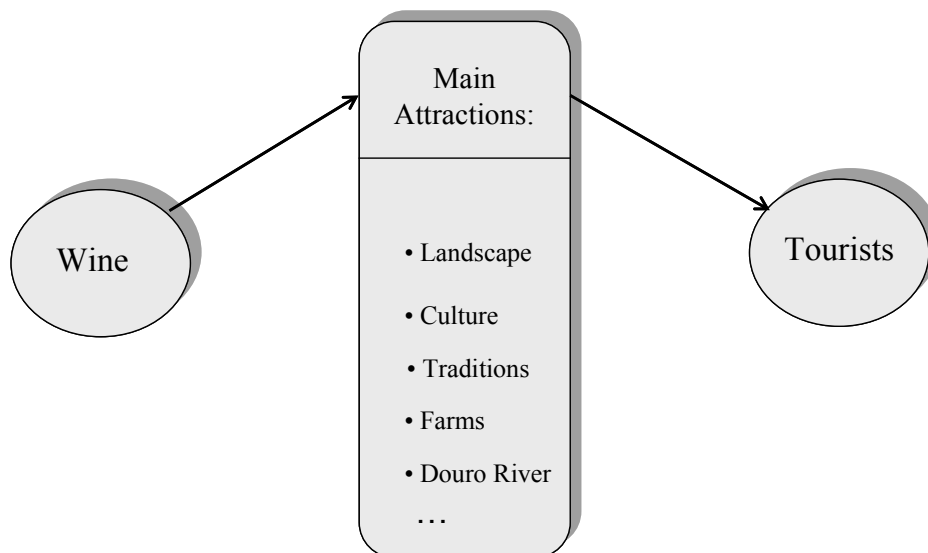 Main
Attractions:
Wine
• Landscape
• Culture
• Traditions
• Farms
• Douro River
...
Tourists